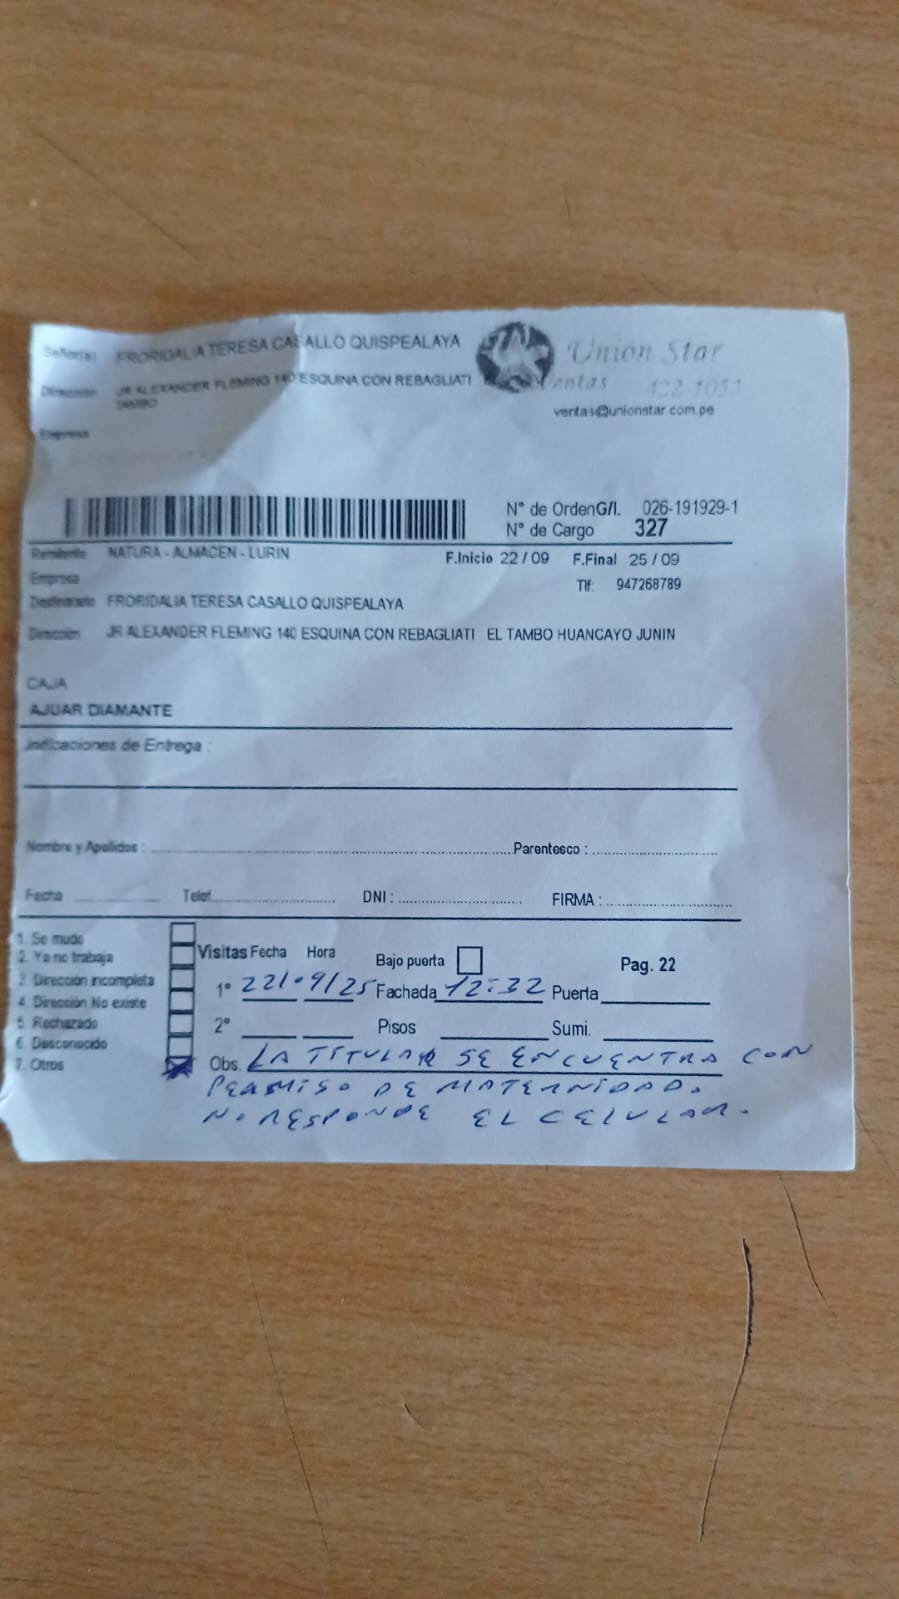 Señor(a) FRORIDALIA TERESA CASALLO QUISPEALAYA
Dirección JR ALEXANDER FLEMING 140 ESQUINA CON REBAGLIATI
TAMBO
Empresa
Union Star
Ventas 422-1051
ventas@unionstar.com.pe
N° de OrdenG/I. 026-191929-1
N° de Cargo 327
Remitente NATURA - ALMACEN - LURIN F.Inicio 22 / 09 F.Final 25 / 09
Empresa Tlf: 947268789
Destinatario FRORIDALIA TERESA CASALLO QUISPEALAYA
Dirección JR ALEXANDER FLEMING 140 ESQUINA CON REBAGLIATI EL TAMBO HUANCAYO JUNIN
CAJA
AJUAR DIAMANTE
Indicaciones de Entrega :
Nombre y Apellidos : Parentesco :
Fecha Telef. DNI : FIRMA :
1. Se mudo
2. Ya no trabaja
3. Dirección incompleta
4. Dirección No existe
5. Rechazado
6. Desconocido
7. Otros
Visitas Fecha Hora Bajo puerta Pag. 22
1° 22/09/25 Fachada 12:32 Puerta
2° Pisos Sumi.
Obs. LA TITULAR SE ENCUENTRA CON
PERMISO DE MATERNIDAD.
NO RESPONDE EL CELULAR.